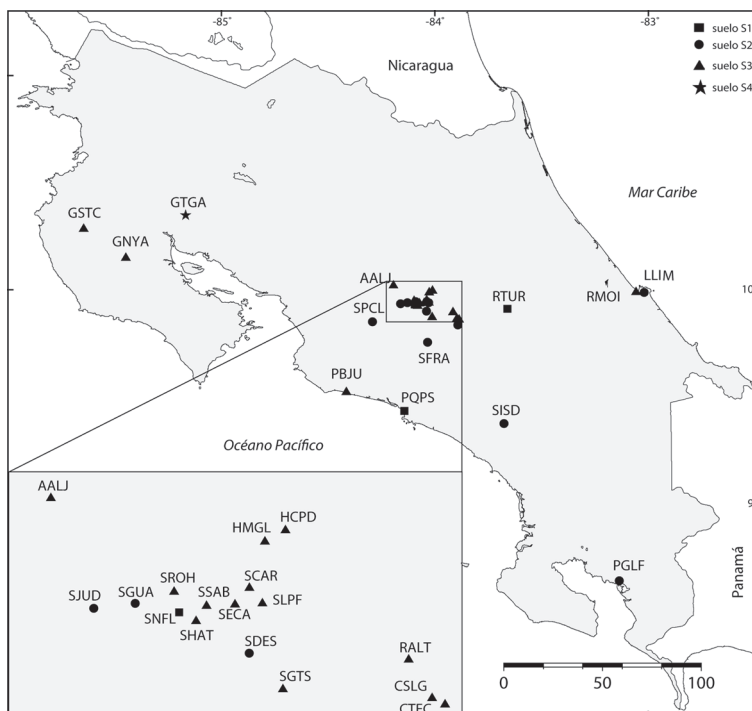 -85°
-84°
-83°
suelo S1
suelo S2
suelo S3
suelo S4
Nicaragua
Mar Caribe
GTGA
GSTC
GNYA
AALJ
SPCL
RTUR
RMOI
LLIM
10
SFRA
PBJU
PQPS
SISD
Océano Pacífico
9
PGLF
Panamá
AALJ
HCPD
HMGL
SROH
SCAR
SSAB
SLPF
SJUD
SGUA
SNFL
SECA
SHAT
SDES
SGTS
RALT
CSLG
CTEC
0
50
100